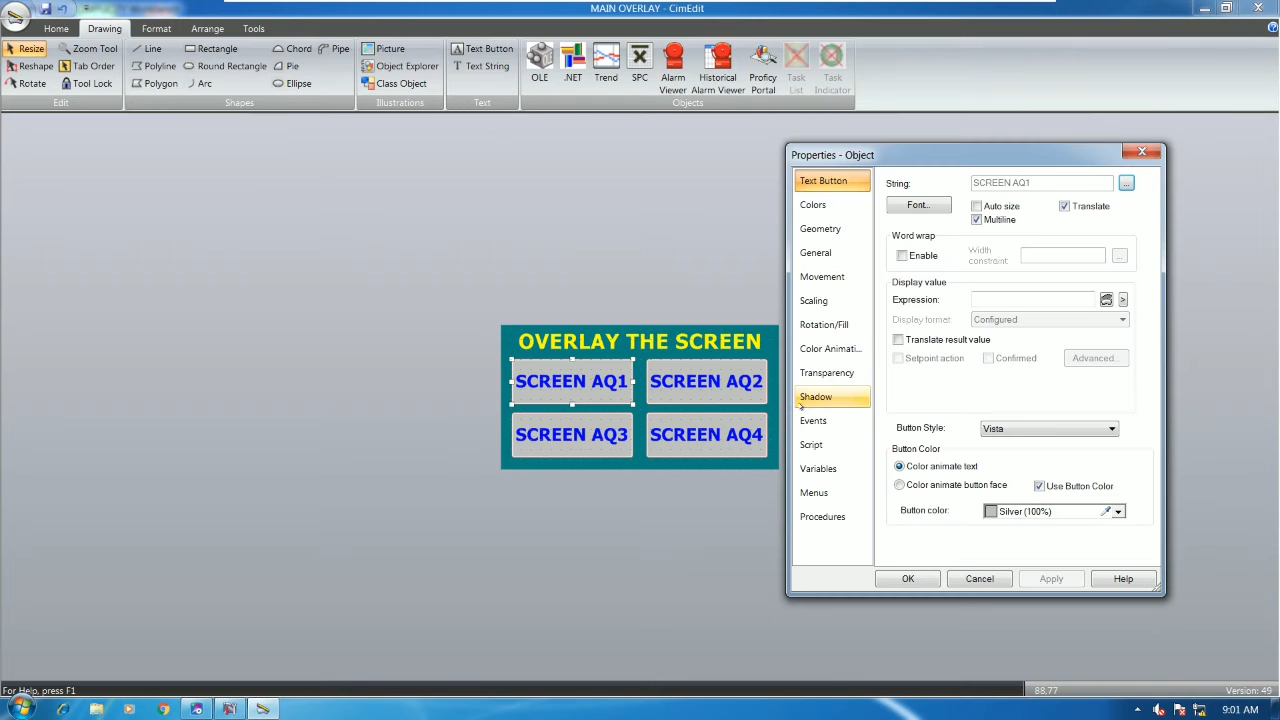 MAIN OVERLAY - CimEdit
Home Drawing Format Arrange Tools
Resize Zoom Tool Line Rectangle Chord Pipe Picture Text Button
Reshape Tab Order Polyline Round Rectangle Pie Object Explorer Text String
Rotate Tool Lock Polygon Arc Ellipse Class Object
OLE .NET Trend SPC Alarm Viewer Historical Alarm Viewer Proficy Portal Task List Task Indicator
Edit Shapes Illustrations Text Objects
OVERLAY THE SCREEN
SCREEN AQ1 SCREEN AQ2
SCREEN AQ3 SCREEN AQ4
Properties - Object
Text Button
Colors
Geometry
General
Movement
Scaling
Rotation/Fill
Color Animati...
Transparency
Shadow
Events
Script
Variables
Menus
Procedures
String: SCREEN AQ1 ...
Font... Auto size Translate
Multiline
Word wrap
Enable Width constraint: ...
Display value
Expression: >
Display format: Configured
Translate result value
Setpoint action Confirmed Advanced...
Button Style: Vista
Button Color
Color animate text
Color animate button face Use Button Color
Button color: Silver (100%)
OK Cancel Apply Help
For Help, press F1 88,77 Version: 49
9:01 AM